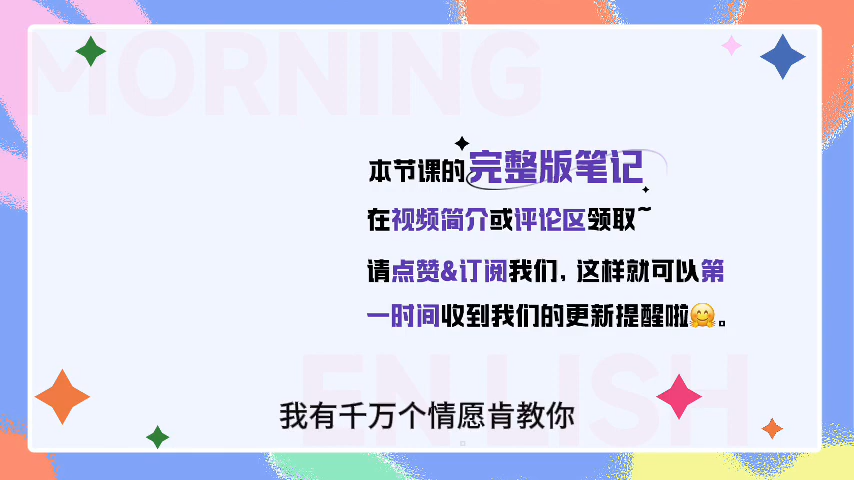 MORNING
本节课的完整版笔记
在视频简介或评论区领取~
请点赞&订阅我们，这样就可以第
一时间收到我们的更新提醒啦🤗。
EN LISH
我有千万个情愿肯教你